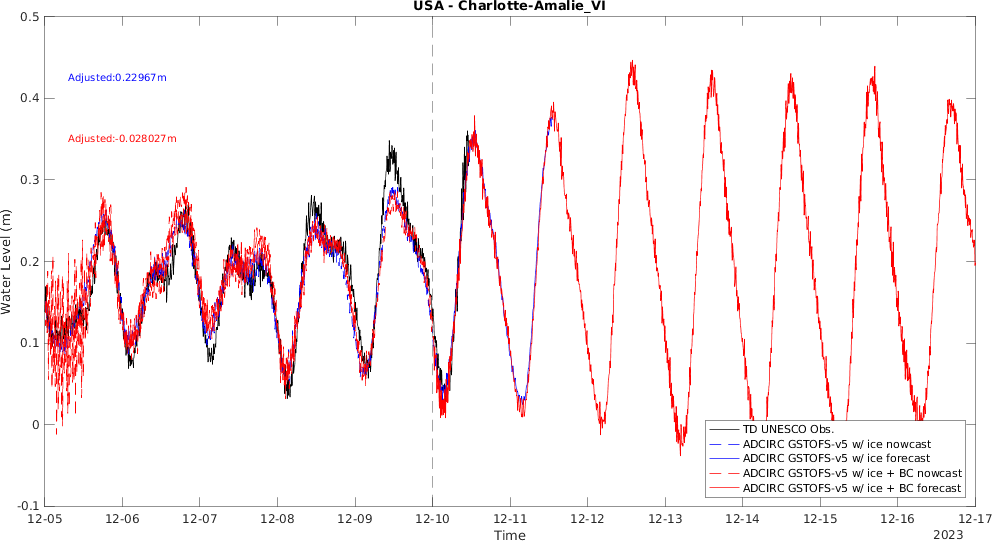 USA - Charlotte-Amalie_VI
0.5
Adjusted:0.22967m
0.4
Adjusted:-0.028027m
0.3
0.2
0.1
0
-0.1
Water Level (m)
TD UNESCO Obs.
ADCIRC GSTOFS-v5 w/ ice nowcast
ADCIRC GSTOFS-v5 w/ ice forecast
ADCIRC GSTOFS-v5 w/ ice + BC nowcast
ADCIRC GSTOFS-v5 w/ ice + BC forecast
12-05 12-06 12-07 12-08 12-09 12-10 12-11 12-12 12-13 12-14 12-15 12-16 12-17
Time
2023